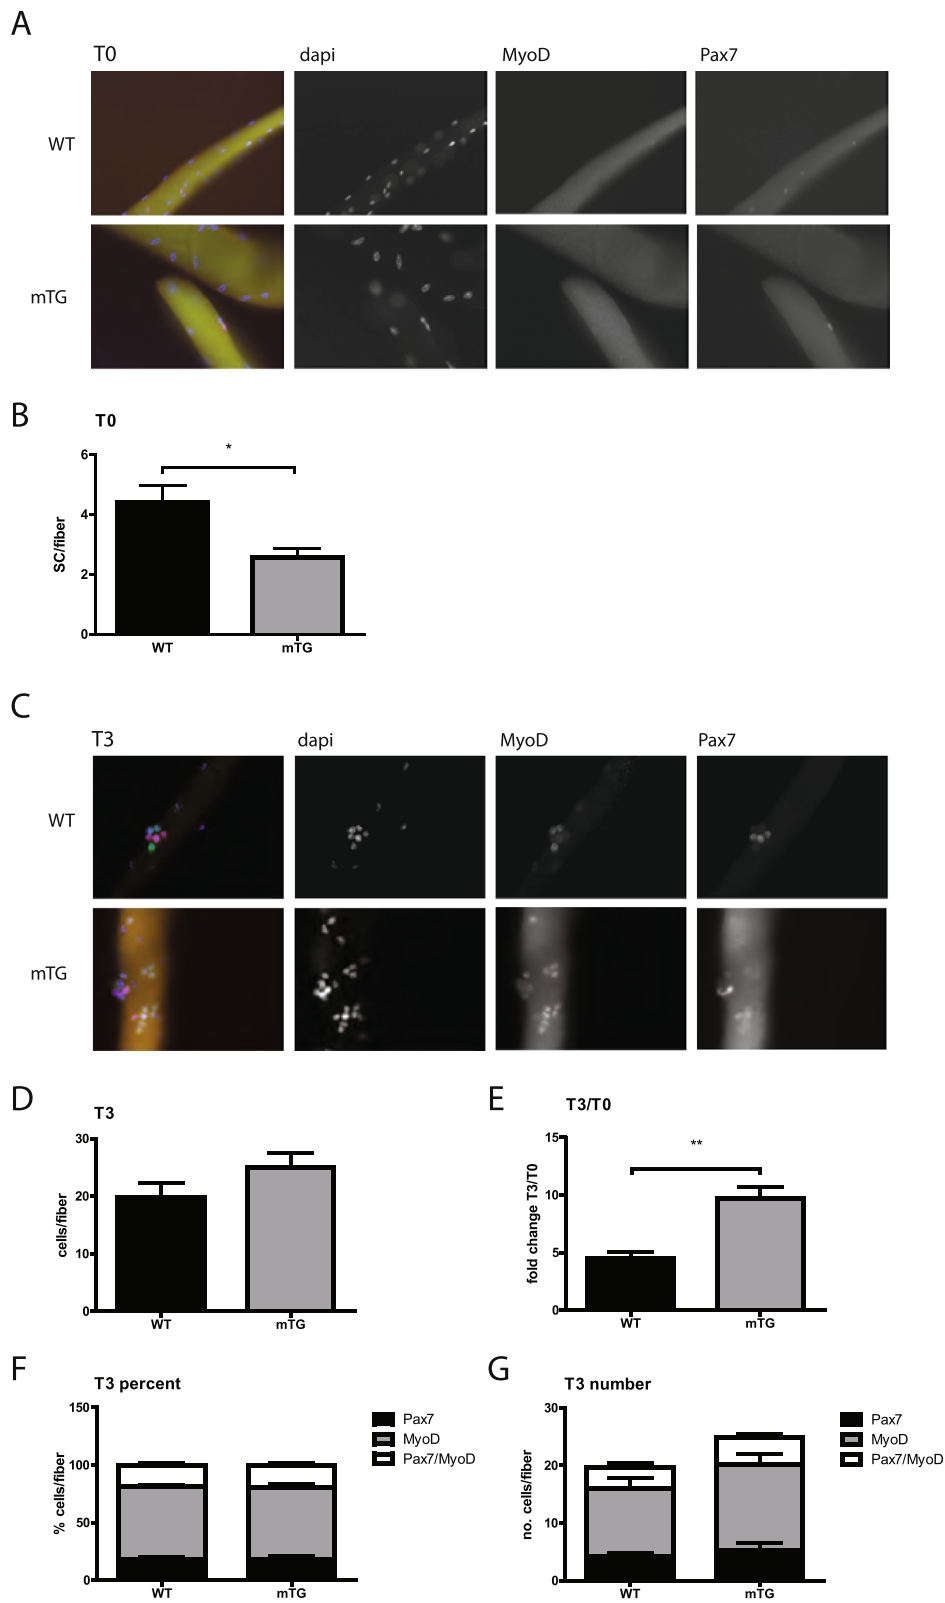 A
T0 dapi MyoD Pax7
WT
mTG
B
T0
*
6
4
2
0
SC/fiber
WT mTG
C
T3 dapi MyoD Pax7
WT
mTG
D
T3
30
20
10
0
cells/fiber
WT mTG
E
T3/T0
**
15
10
5
0
fold change T3/T0
WT mTG
F
T3 percent
150
100
50
0
% cells/fiber
WT mTG
Pax7
MyoD
Pax7/MyoD
G
T3 number
30
20
10
0
no. cells/fiber
WT mTG
Pax7
MyoD
Pax7/MyoD